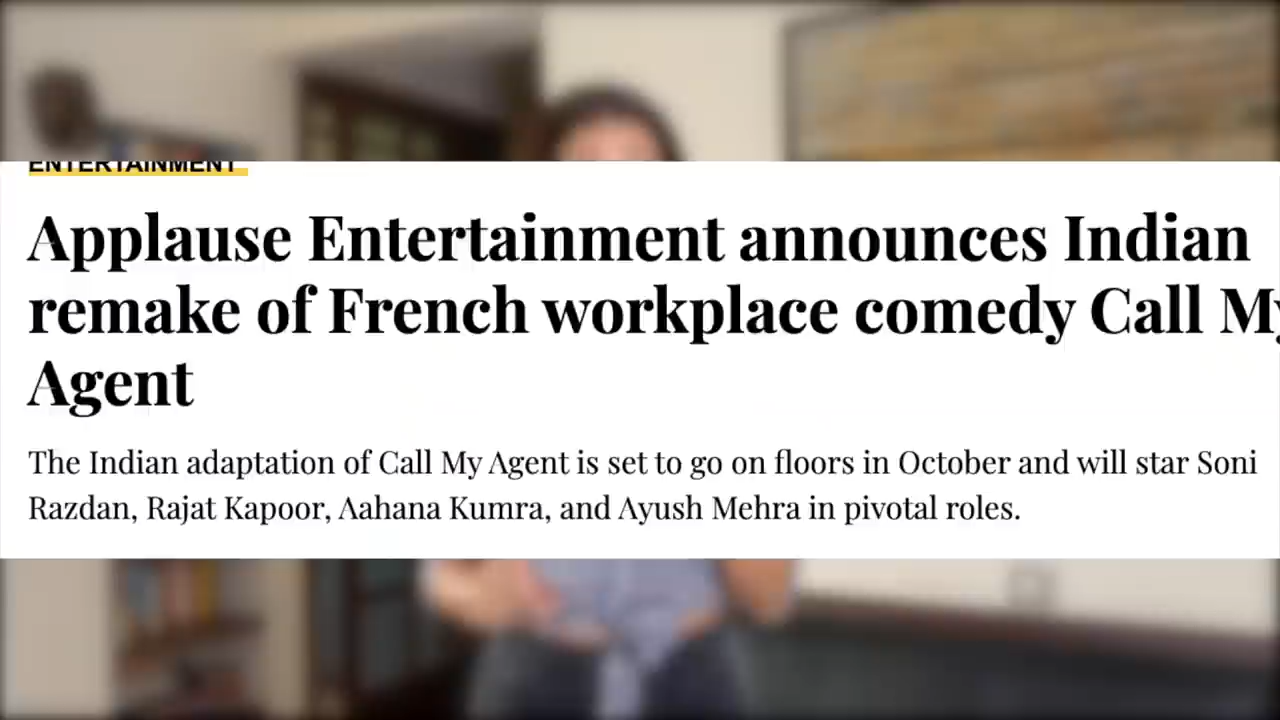 ENTERTAINMENT
Applause Entertainment announces Indian
remake of French workplace comedy Call My
Agent
The Indian adaptation of Call My Agent is set to go on floors in October and will star Soni
Razdan, Rajat Kapoor, Aahana Kumra, and Ayush Mehra in pivotal roles.